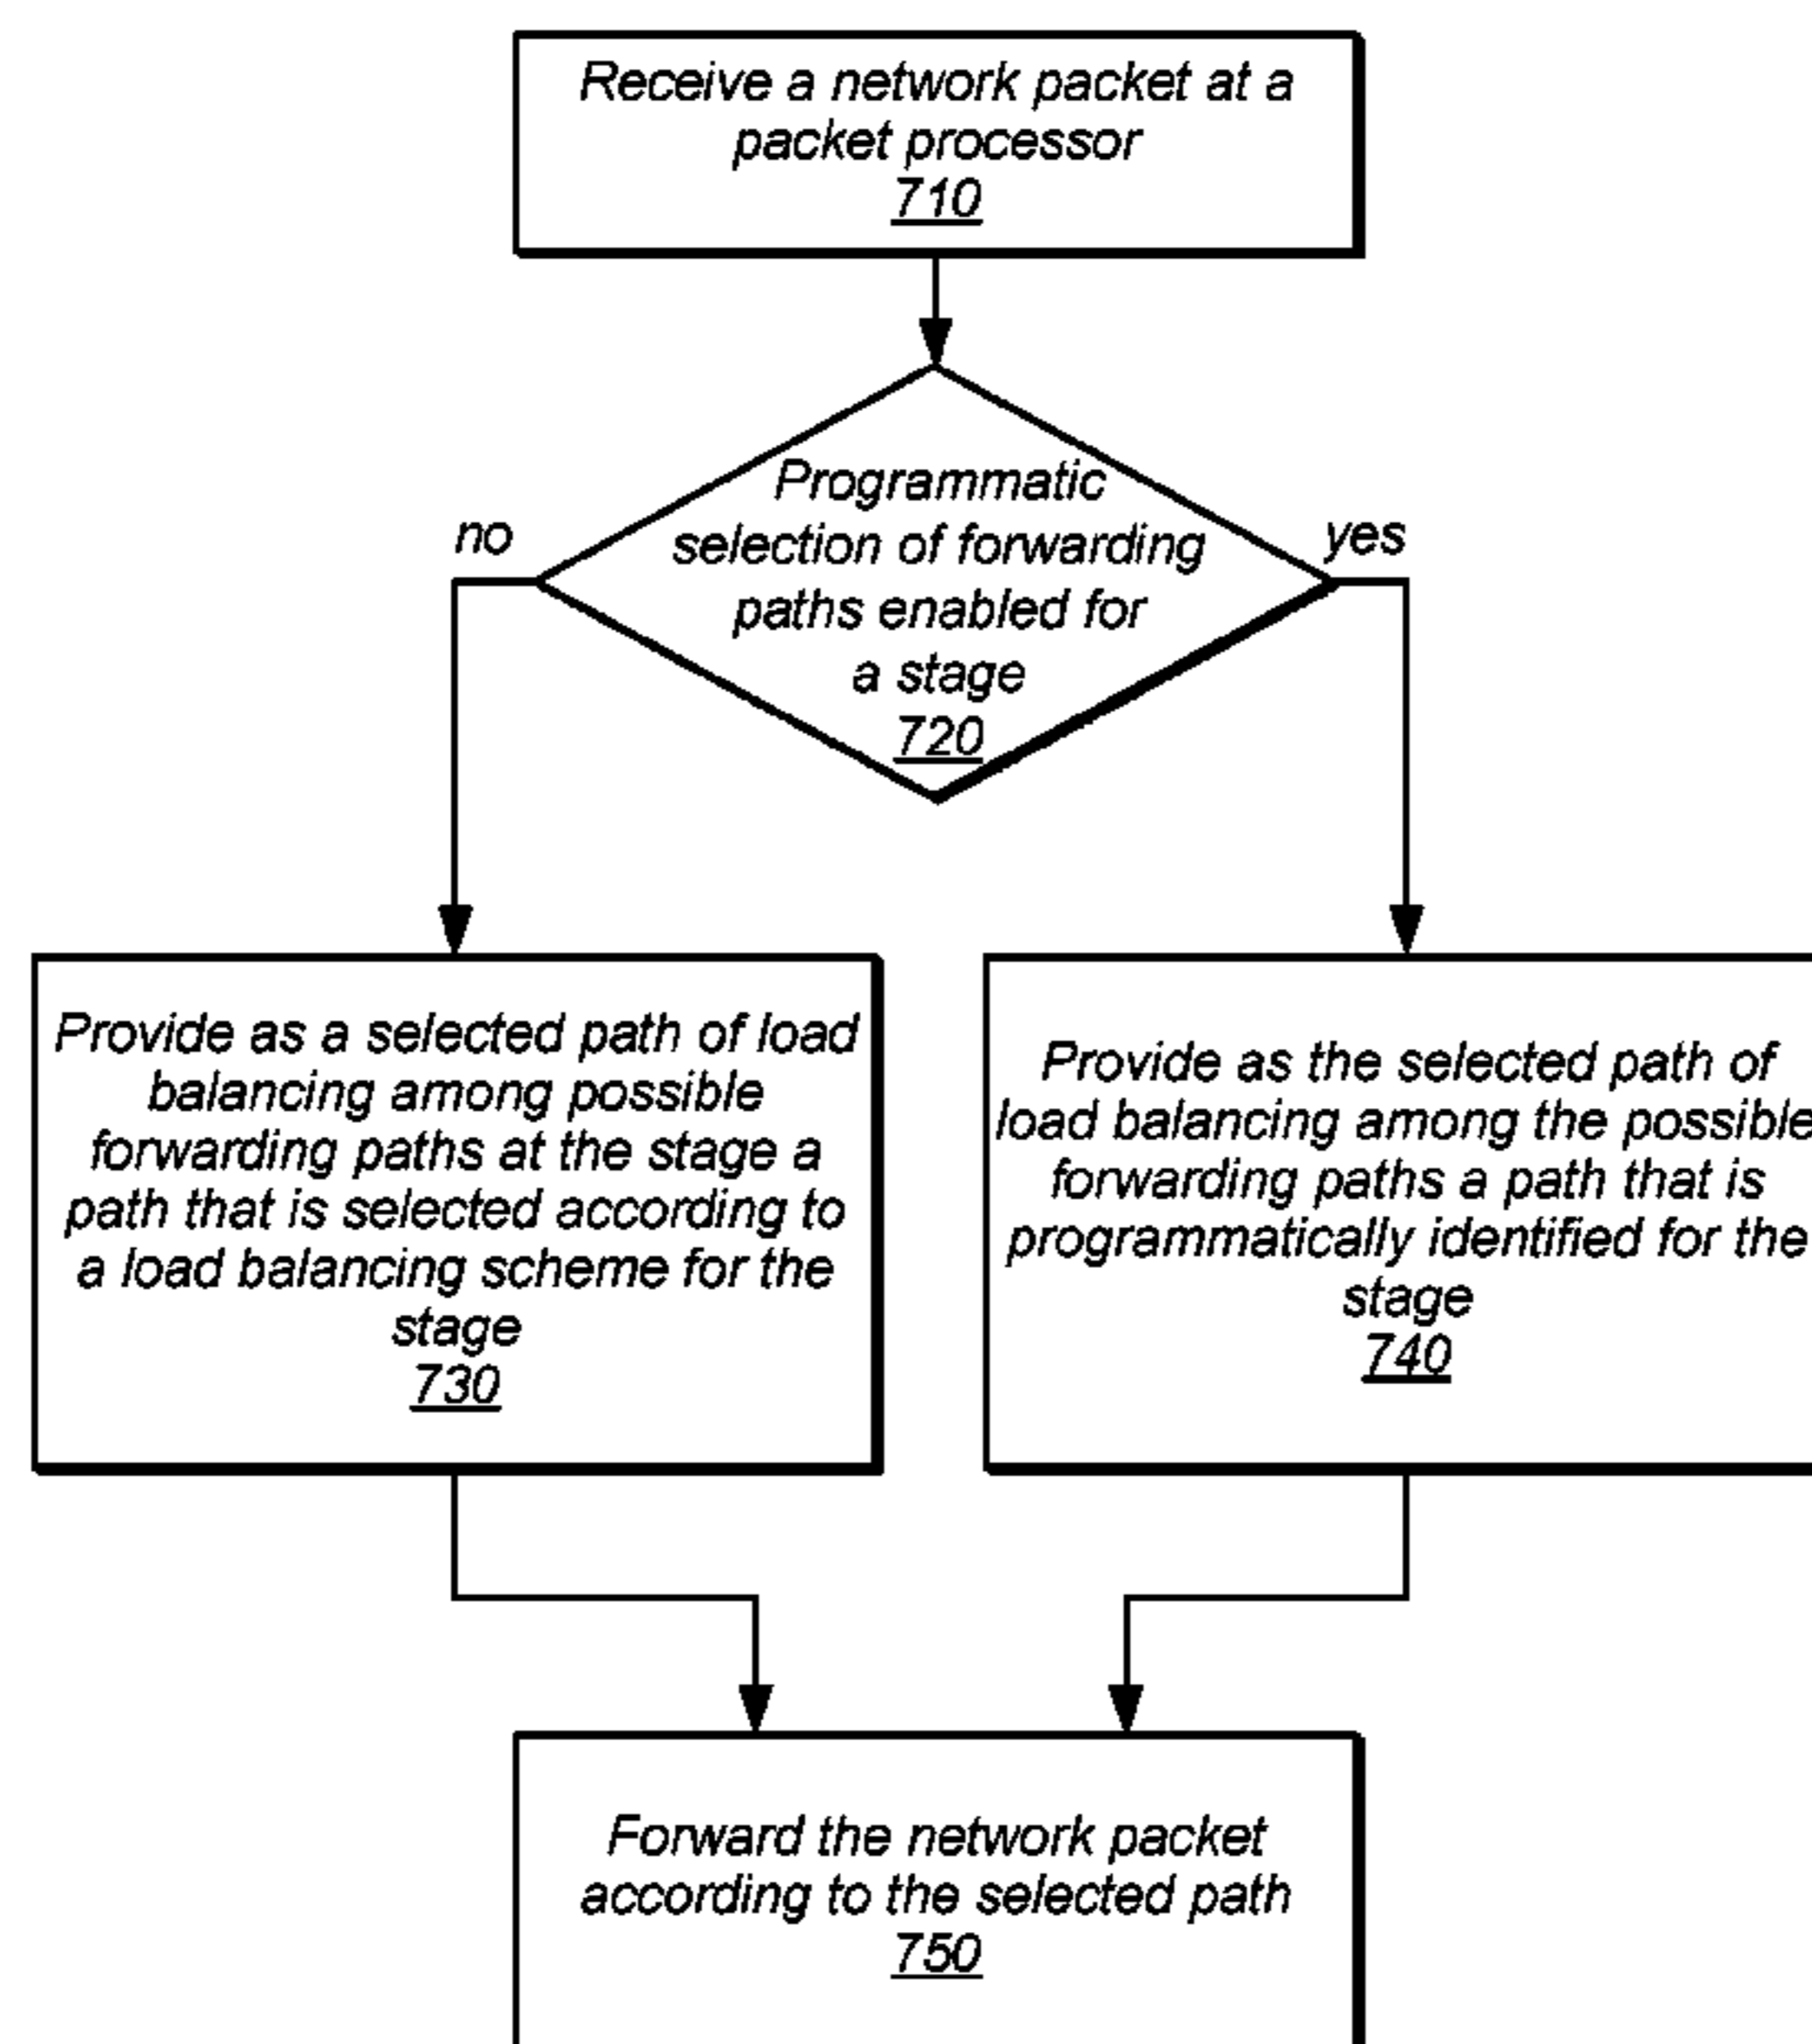 Receive a network packet at a
packet processor
710
Programmatic
selection of forwarding
paths enabled for
a stage
720
no
yes
Provide as a selected path of load
balancing among possible
forwarding paths at the stage a
path that is selected according to
a load balancing scheme for the
stage
730
Provide as the selected path of
load balancing among the possible
forwarding paths a path that is
programmatically identified for the
stage
740
Forward the network packet
according to the selected path
750